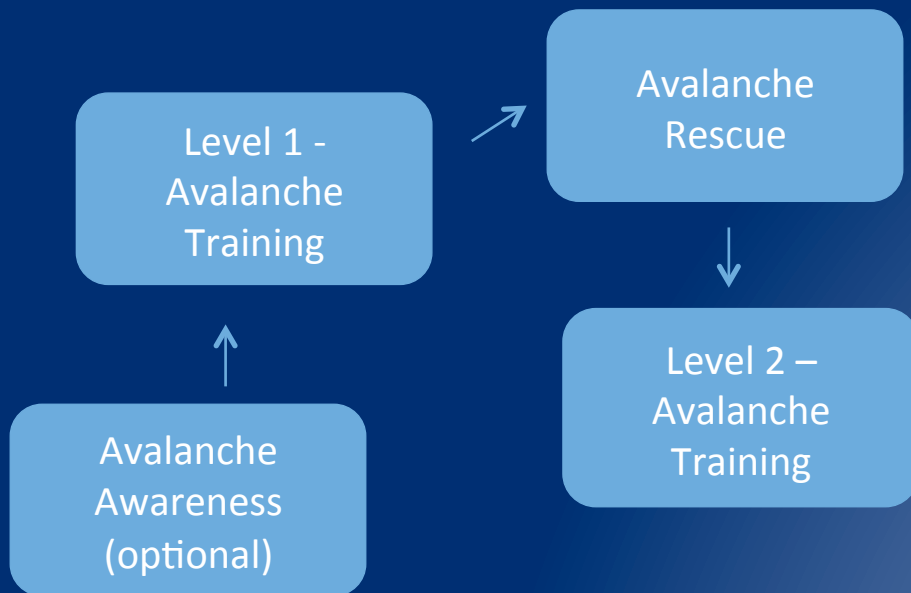 Avalanche
Awareness
(optional)
Level 1 -
Avalanche
Training
Avalanche
Rescue
Level 2 –
Avalanche
Training